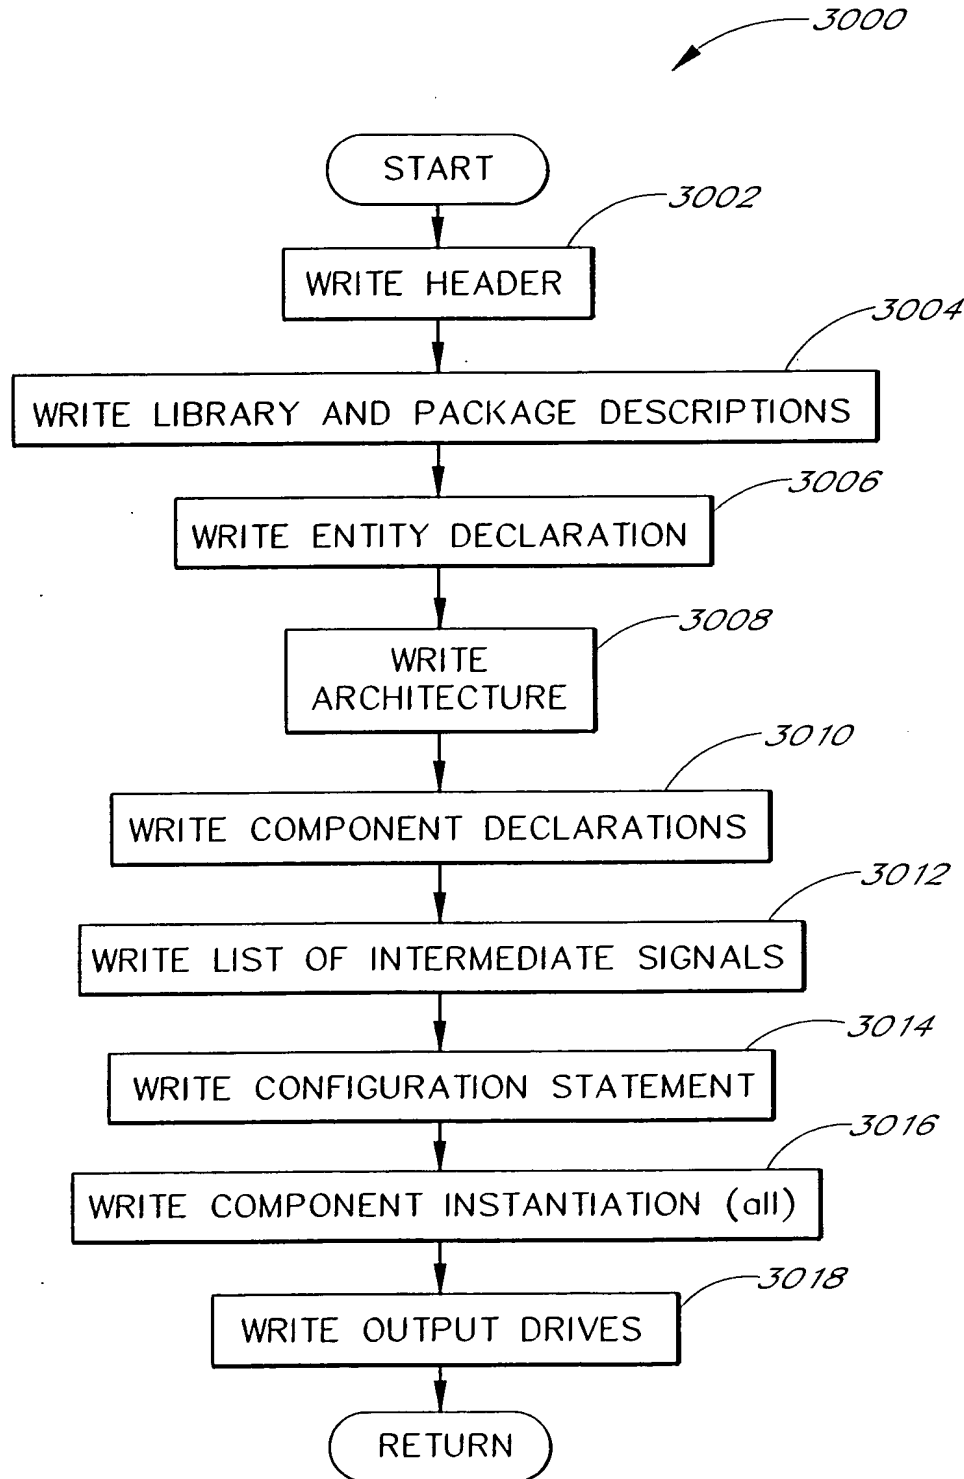 3000
START
3002
WRITE HEADER
3004
WRITE LIBRARY AND PACKAGE DESCRIPTIONS
3006
WRITE ENTITY DECLARATION
3008
WRITE
ARCHITECTURE
3010
WRITE COMPONENT DECLARATIONS
3012
WRITE LIST OF INTERMEDIATE SIGNALS
3014
WRITE CONFIGURATION STATEMENT
3016
WRITE COMPONENT INSTANTIATION (all)
3018
WRITE OUTPUT DRIVES
RETURN